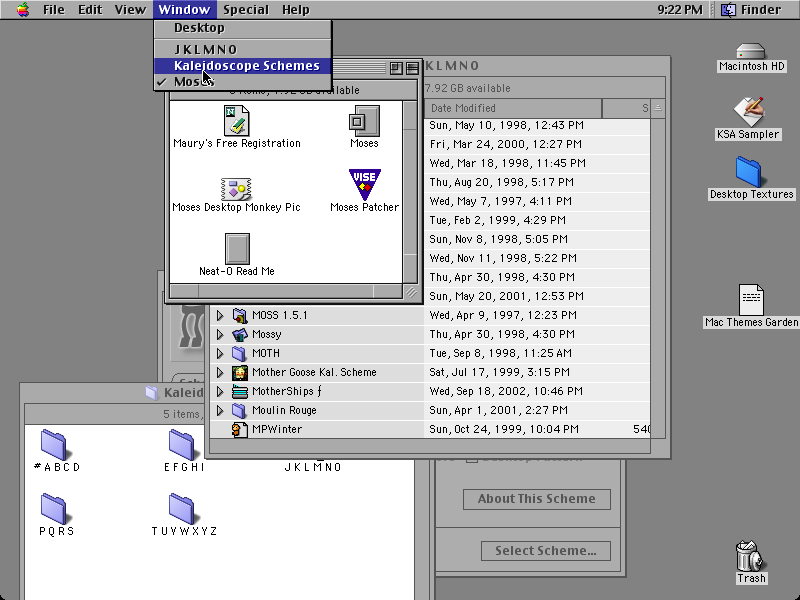 File Edit View Window Special Help 9:22 PM Finder
Desktop
J K L M N O
Kaleidoscope Schemes
✓ Moses
7.92 GB available
KLMNO
7.92 GB available
Date Modified S
Maury's Free Registration
Moses
Moses Desktop Monkey Pic
VISE
Moses Patcher
Neat-O Read Me
Sun, May 10, 1998, 12:43 PM
Fri, Mar 24, 2000, 12:27 PM
Wed, Mar 18, 1998, 11:45 PM
Thu, Aug 20, 1998, 5:17 PM
Wed, May 7, 1997, 4:11 PM
Tue, Feb 2, 1999, 4:29 PM
Sun, Nov 8, 1998, 5:05 PM
Wed, Nov 11, 1998, 5:22 PM
Thu, Apr 30, 1998, 4:30 PM
Sun, May 20, 2001, 12:53 PM
MOSS 1.5.1 Wed, Apr 9, 1997, 12:23 PM
Mossy Thu, Apr 30, 1998, 4:30 PM
MOTH Tue, Sep 8, 1998, 11:25 AM
Mother Goose Kal. Scheme Sat, Jul 17, 1999, 3:15 PM
MotherShips ƒ Wed, Sep 18, 2002, 10:46 PM
Moulin Rouge Sun, Apr 1, 2001, 2:27 PM
MPWinter Sun, Oct 24, 1999, 10:04 PM 540
Kaleid
5 items,
#ABCD
EFGHI
JKLMNO
PQRS
TUVWXYZ
About This Scheme
Select Scheme...
Macintosh HD
KSA Sampler
Desktop Textures
Mac Themes Garden
Trash